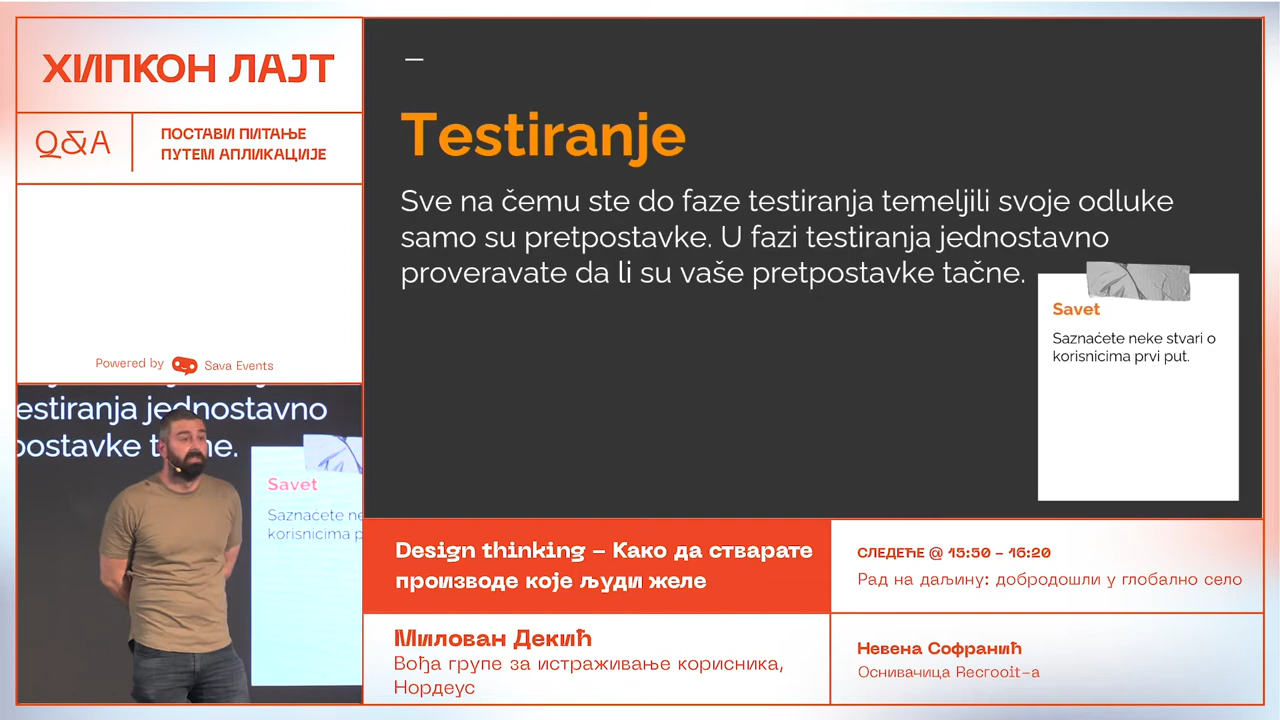 ХИПКОН ЛАЈТ
Q&A
ПОСТАВИ ПИТАЊЕ
ПУТЕМ АПЛИКАЦИЈЕ
Powered by Sava Events
Testiranje
Sve na čemu ste do faze testiranja temeljili svoje odluke
samo su pretpostavke. U fazi testiranja jednostavno
proveravate da li su vaše pretpostavke tačne.
Savet
Saznaćete neke stvari o
korisnicima prvi put.
estiranja jednostavno
postavke t ne.
Savet
Saznaćete ne
korisnicima p
Design thinking – Како да стварате
производе које људи желе
Милован Декић
Вођа групе за истраживање корисника,
Нордеус
СЛЕДЕЋЕ @ 15:50 – 16:20
Рад на даљину: добродошли у глобално село
Невена Софранић
Оснивачица Recrooit-a